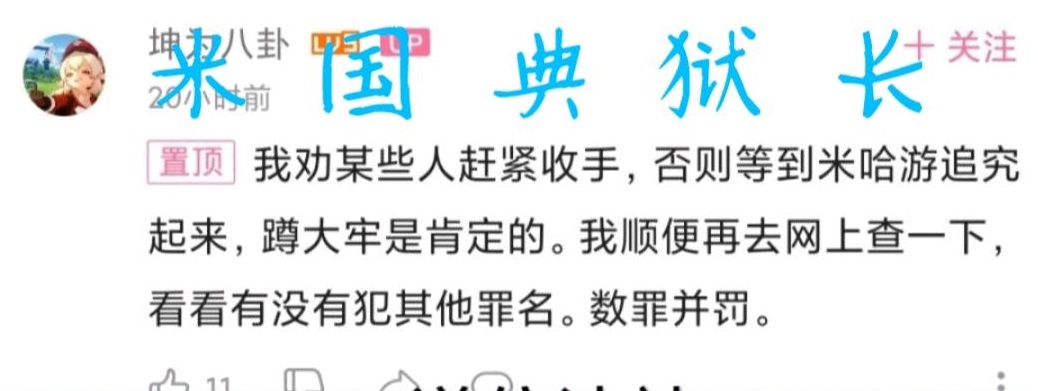 坤为八卦 LV5 UP
米国典狱长
+ 关注
20小时前
置顶 我劝某些人赶紧收手，否则等到米哈游追究
起来，蹲大牢是肯定的。我顺便再去网上查一下，
看看有没有犯其他罪名。数罪并罚。
11